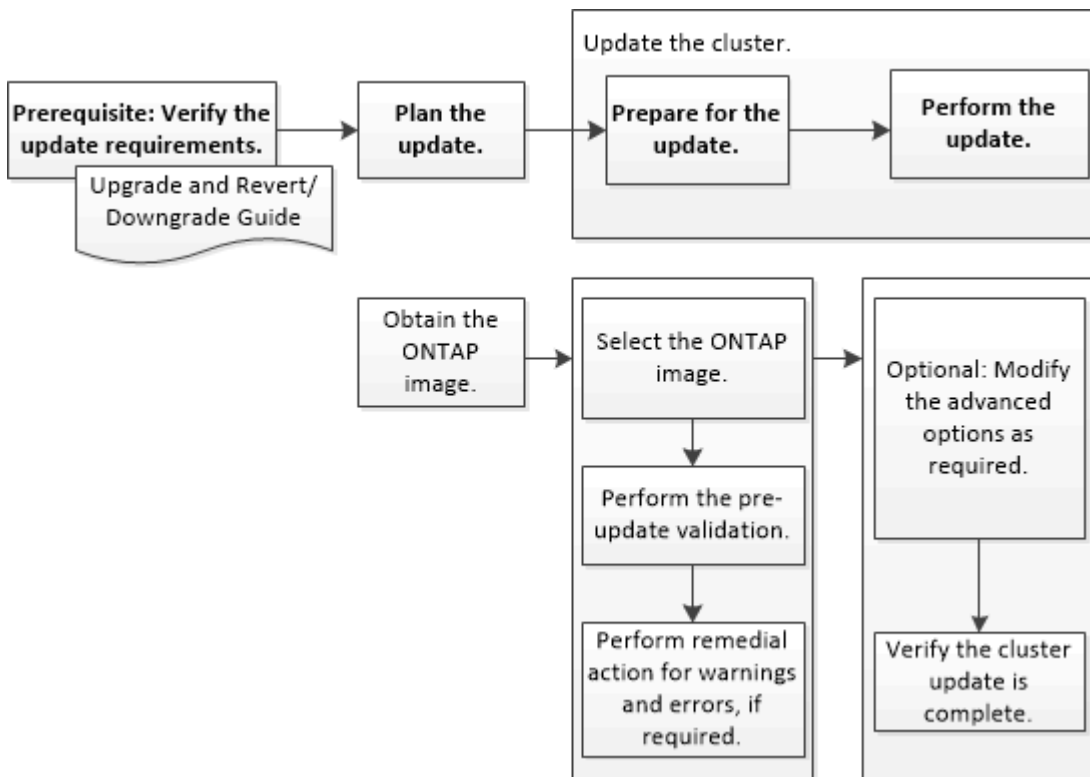 Update the cluster.
Prerequisite: Verify the
update requirements.
Plan the
update.
Prepare for the
update.
Perform the
update.
Upgrade and Revert/
Downgrade Guide
Obtain the
ONTAP
image.
Select the ONTAP
image.
Perform the pre-
update validation.
Perform remedial
action for warnings
and errors, if
required.
Optional: Modify
the advanced
options as
required.
Verify the cluster
update is
complete.